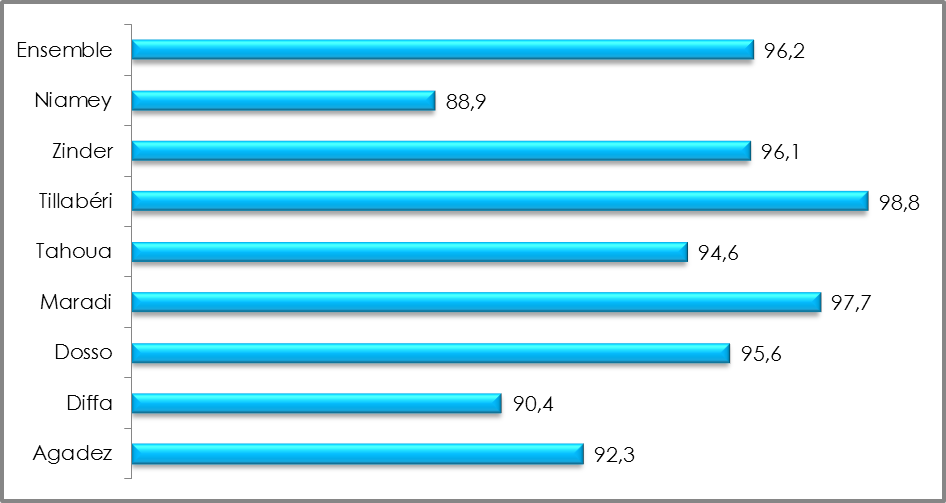 Ensemble 96,2
Niamey 88,9
Zinder 96,1
Tillabéri 98,8
Tahoua 94,6
Maradi 97,7
Dosso 95,6
Diffa 90,4
Agadez 92,3